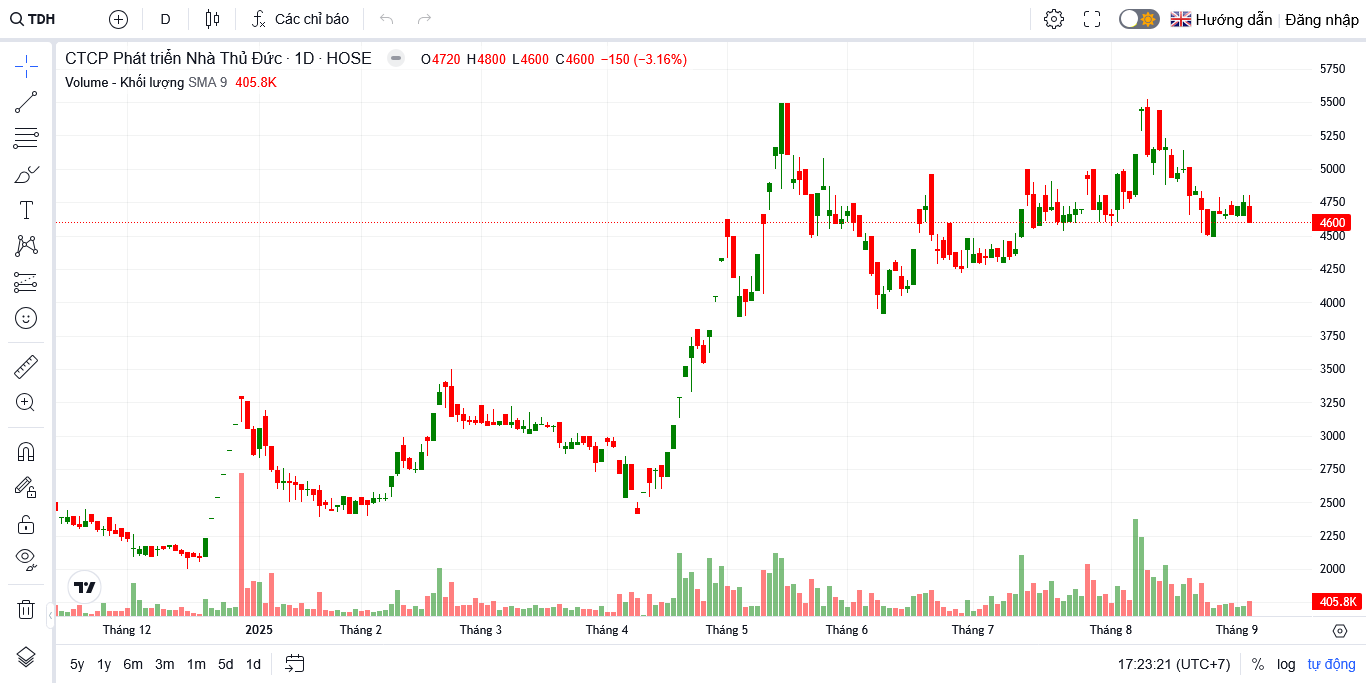 TDH D Các chỉ báo Hướng dẫn Đăng nhập
CTCP Phát triển Nhà Thủ Đức · 1D · HOSE O4720 H4800 L4600 C4600 −150 (−3.16%)
Volume - Khối lượng SMA 9 405.8K
5750
5500
5250
5000
4750
4600
4500
4250
4000
3750
3500
3250
3000
2750
2500
2250
2000
405.8K
Tháng 12 2025 Tháng 2 Tháng 3 Tháng 4 Tháng 5 Tháng 6 Tháng 7 Tháng 8 Tháng 9
5y 1y 6m 3m 1m 5d 1d 17:23:21 (UTC+7) % log tự động